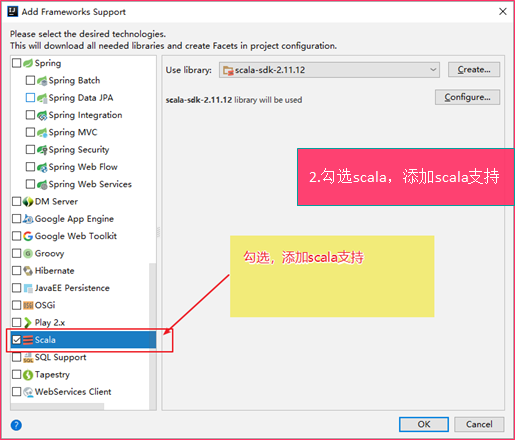 Add Frameworks Support
Please select the desired technologies.
This will download all needed libraries and create Facets in project configuration.
Spring
Spring Batch
Spring Data JPA
Spring Integration
Spring MVC
Spring Security
Spring Web Flow
Spring Web Services
DM Server
Google App Engine
Google Web Toolkit
Groovy
Hibernate
JavaEE Persistence
OSGi
Play 2.x
Scala
SQL Support
Tapestry
WebServices Client
Use library:
scala-sdk-2.11.12
Create...
scala-sdk-2.11.12 library will be used
Configure...
2.勾选scala，添加scala支持
勾选，添加scala支持
?
OK
Cancel